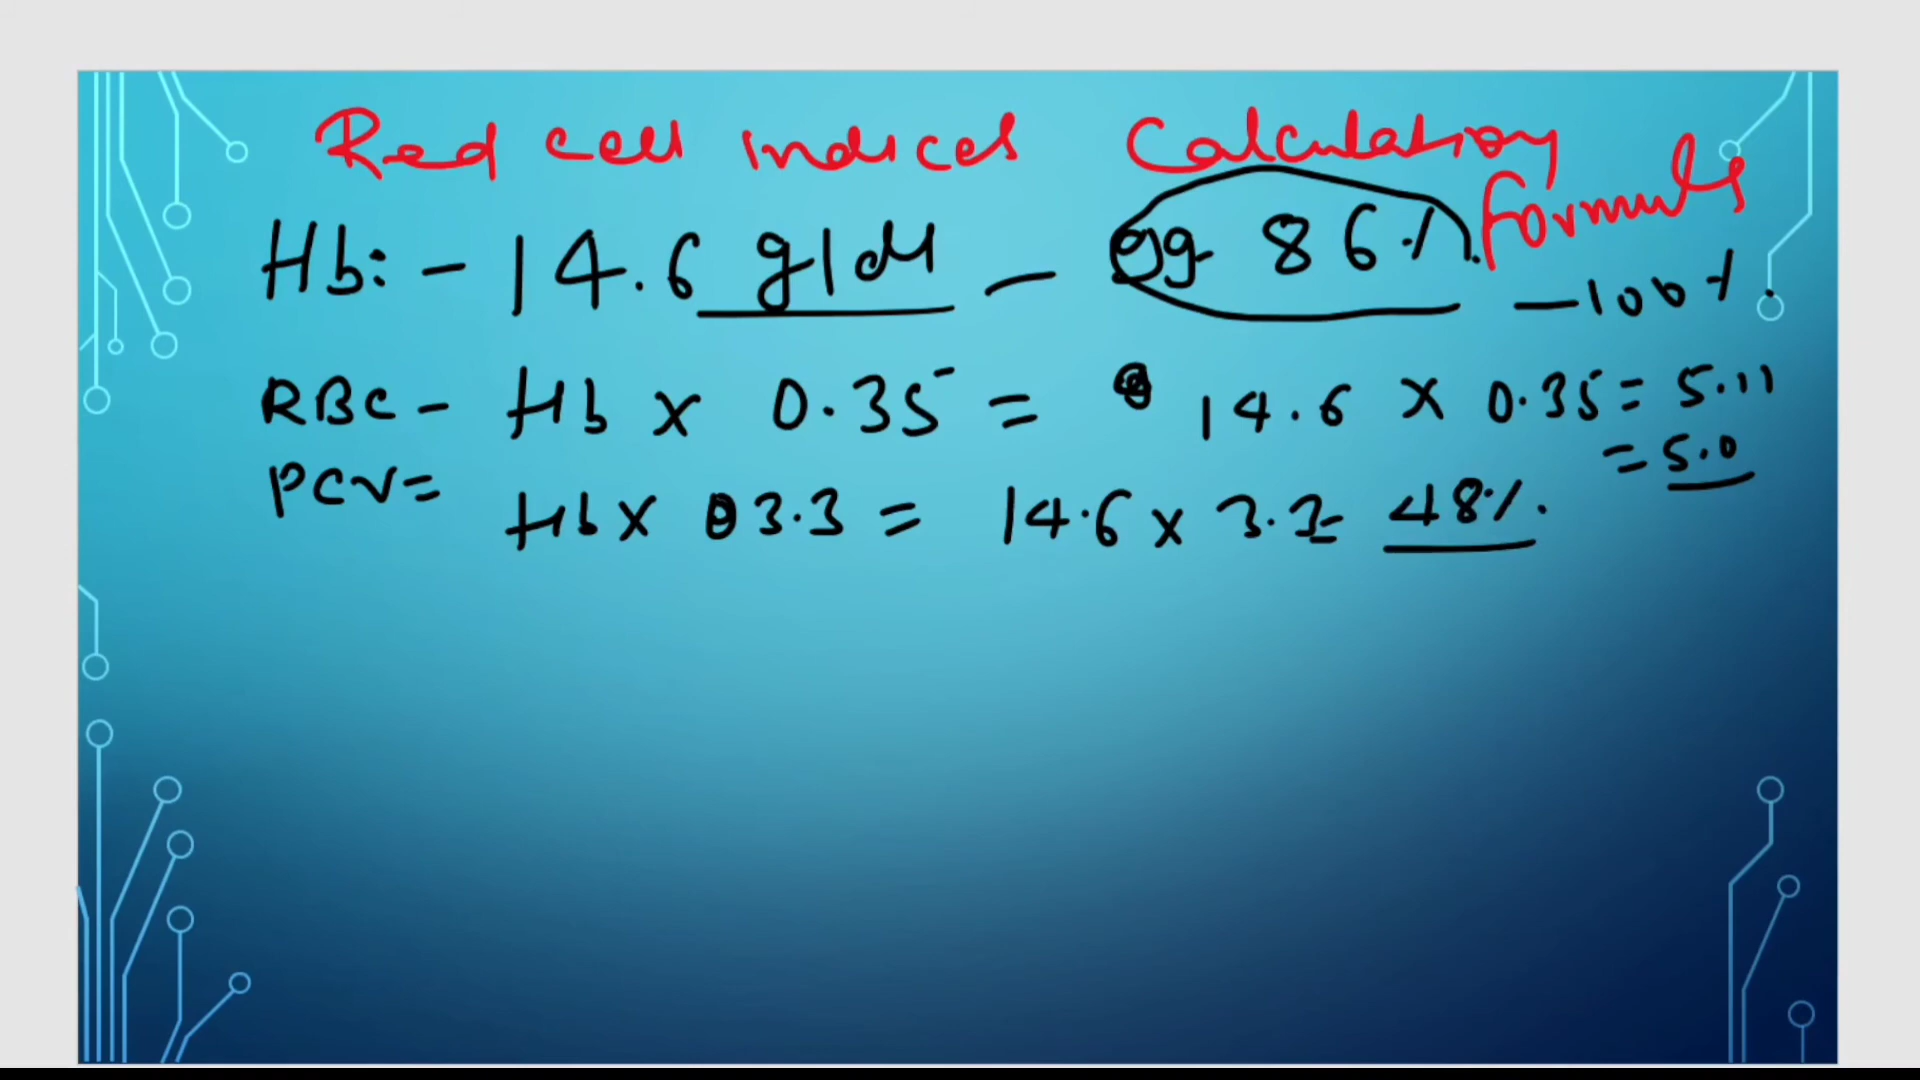 Red cell indices Calculation
formula
Hb:- 14.6 g/dl - eg 86%. - 100%.
RBC - Hb x 0.35 = 14.6 x 0.35 = 5.11
= 5.0
PCV = Hb x 3.3 = 14.6 x 3.3 = 48%.